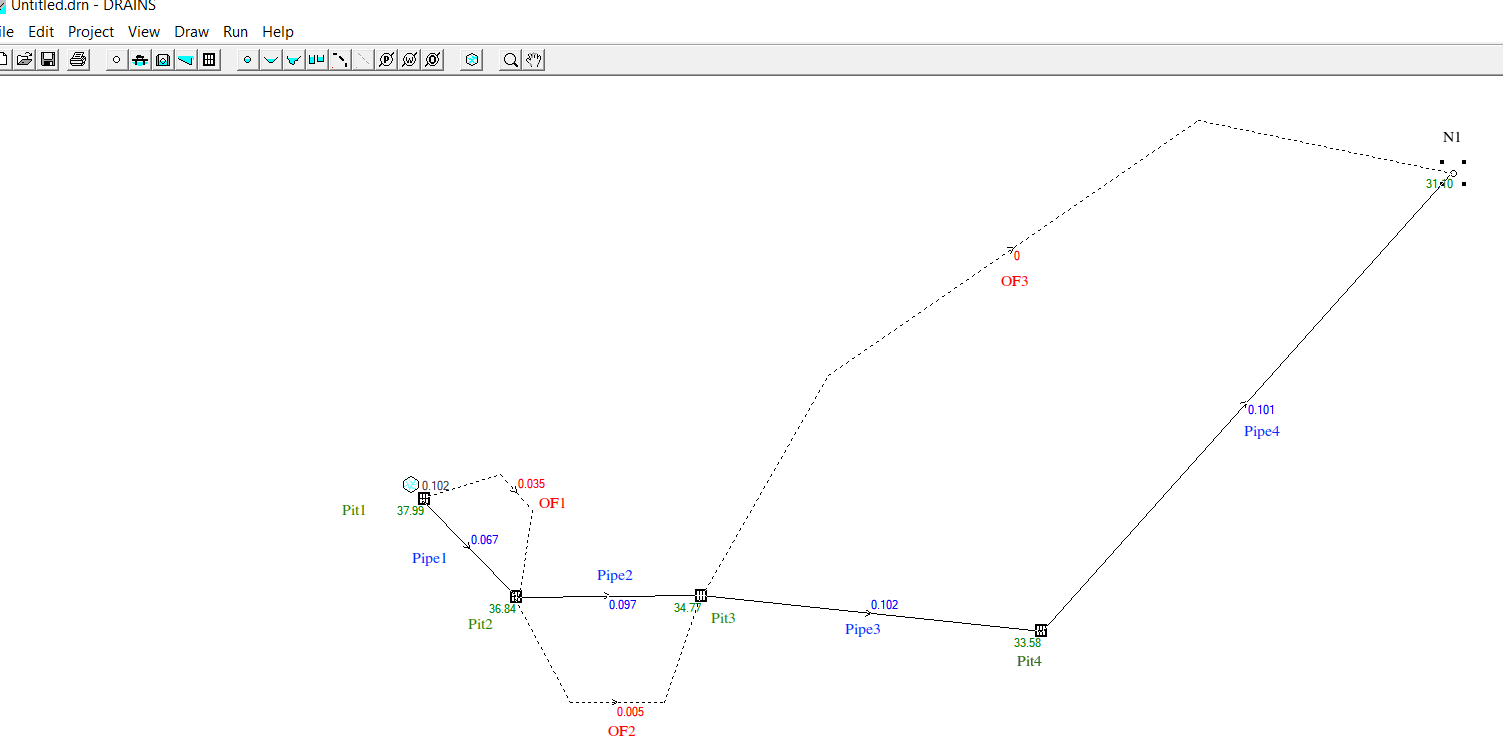 Untitled.drn - DRAINS
ile Edit Project View Draw Run Help
N1
31.10
0
OF3
0.101
Pipe4
0.102
0.035
OF1
Pit1
37.99
0.067
Pipe1
Pipe2
0.097
36.84
Pit2
34.77
Pit3
0.102
Pipe3
33.58
Pit4
0.005
OF2